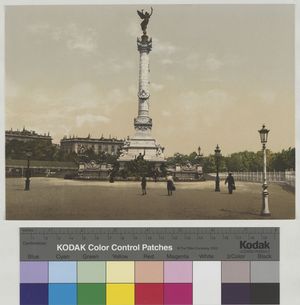 KODAK Color Control Patches
Kodak
Blue Cyan Green Yellow Red Magenta White 3/Color Black